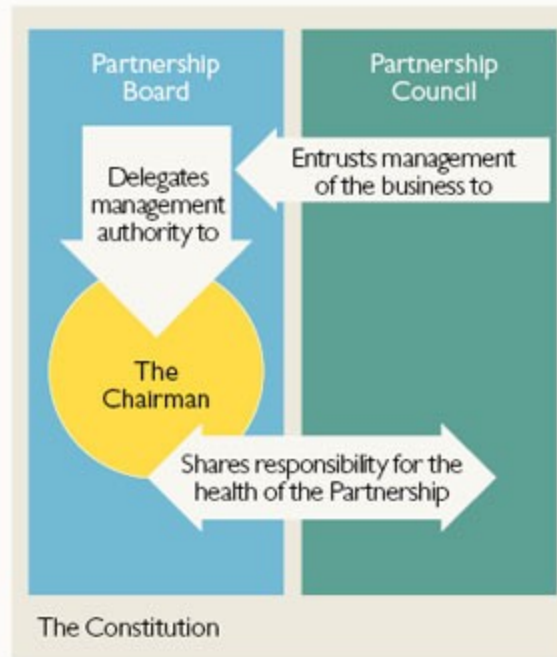 Partnership
Board
Partnership
Council
Delegates
management
authority to
Entrusts management
of the business to
The
Chairman
Shares responsibility for the
health of the Partnership
The Constitution